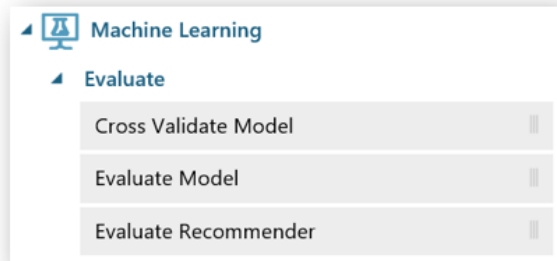 Machine Learning
Evaluate
Cross Validate Model
Evaluate Model
Evaluate Recommender